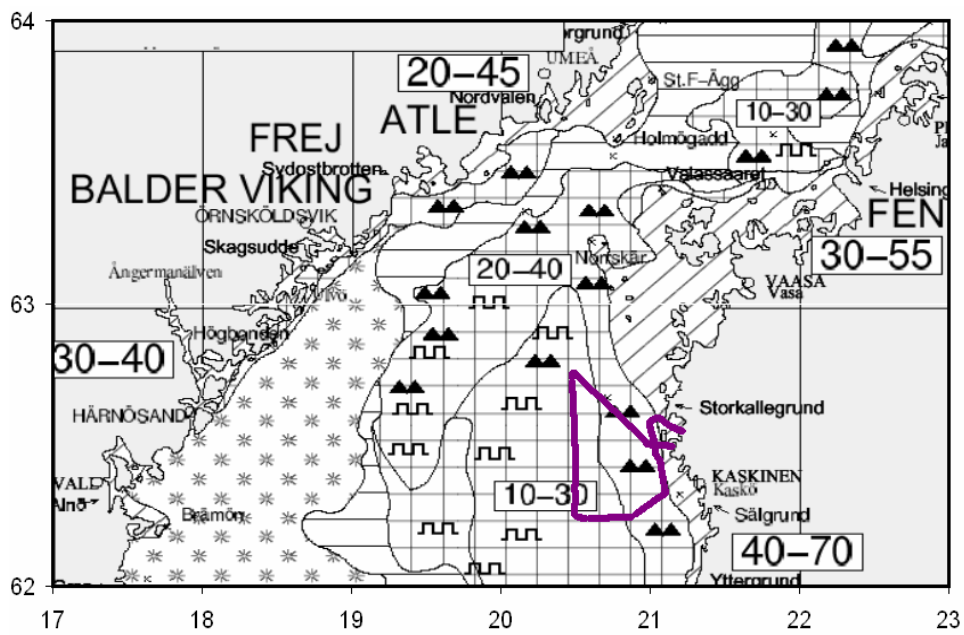 64
20–45
UMEÅ
St.F–Ägg
ATLE
Nordvalen
10–30
FREJ
Holmögadd
Sydostbrotten
Valassaaret
BALDER VIKING
Helsing
ÖRNSKÖLDSVIK
FEN
Skagsudde
30–55
Norrskär
Ångermanälven
20–40
VAASA
Vasa
63
Högbonden
30–40
HÄRNÖSAND
Storkallegrund
KASKINEN
Kaskö
10–30
Sälgrund
Brämön
40–70
62
Yttergrund
17
18
19
20
21
22
23